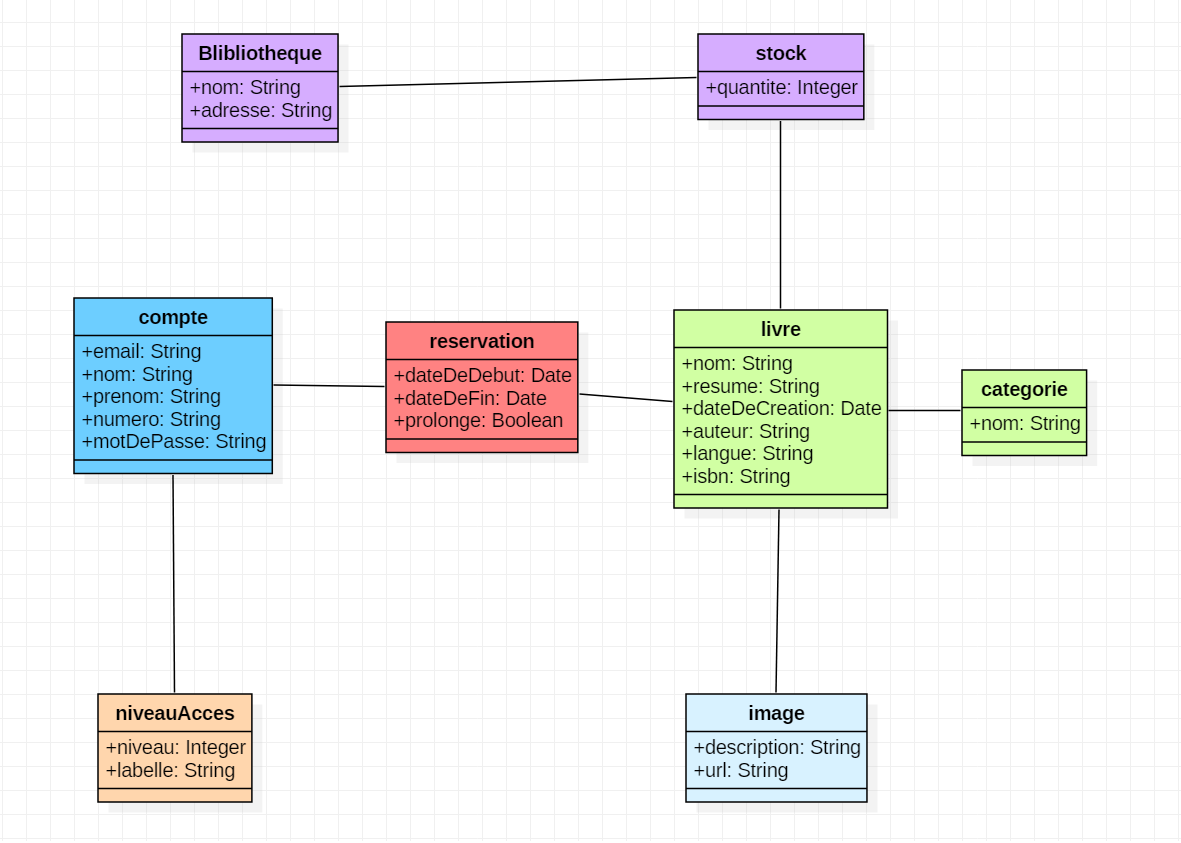 Blibliotheque
+nom: String
+adresse: String
stock
+quantite: Integer
compte
+email: String
+nom: String
+prenom: String
+numero: String
+motDePasse: String
reservation
+dateDeDebut: Date
+dateDeFin: Date
+prolonge: Boolean
livre
+nom: String
+resume: String
+dateDeCreation: Date
+auteur: String
+langue: String
+isbn: String
categorie
+nom: String
niveauAcces
+niveau: Integer
+labelle: String
image
+description: String
+url: String